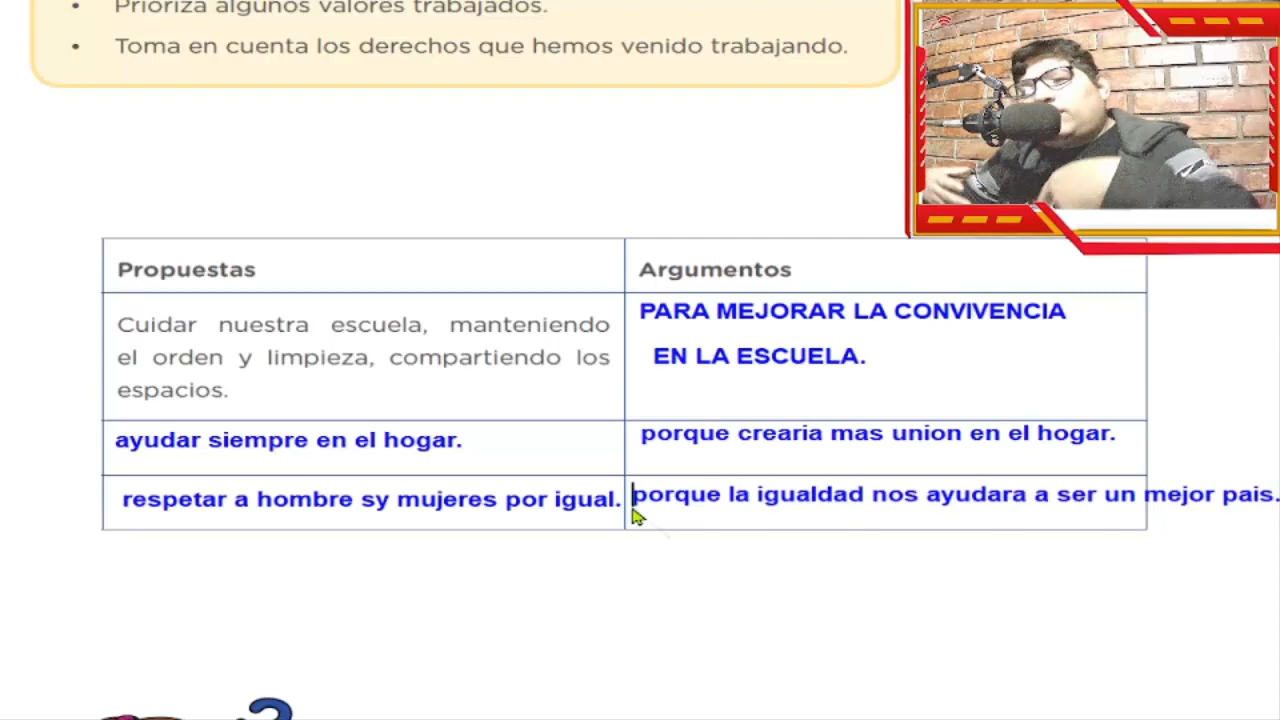 Prioriza algunos valores trabajados.
Toma en cuenta los derechos que hemos venido trabajando.
Propuestas
Argumentos
Cuidar nuestra escuela, manteniendo
el orden y limpieza, compartiendo los
espacios.
PARA MEJORAR LA CONVIVENCIA
EN LA ESCUELA.
ayudar siempre en el hogar.
porque crearia mas union en el hogar.
respetar a hombre sy mujeres por igual.
porque la igualdad nos ayudara a ser un mejor pais.